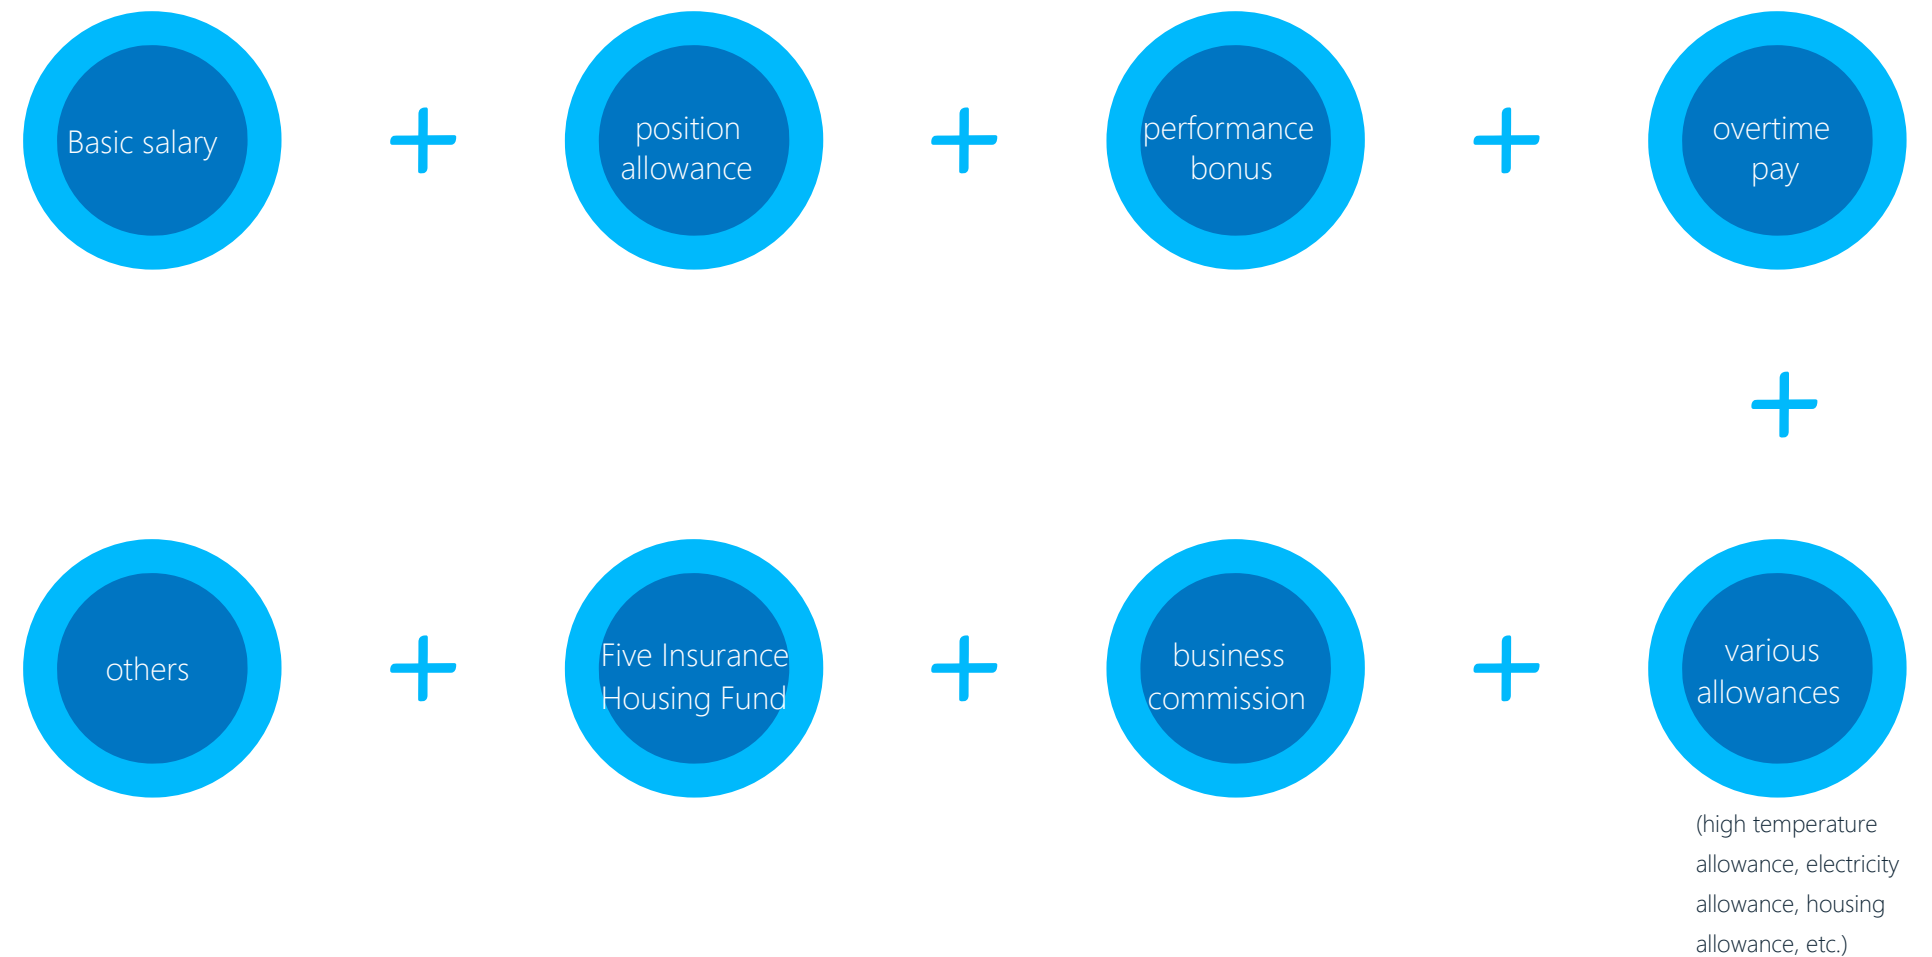 Basic salary
position
allowance
performance
bonus
overtime
pay
others
Five Insurance
Housing Fund
business
commission
various
allowances
(high temperature
allowance, electricity
allowance, housing
allowance, etc.)